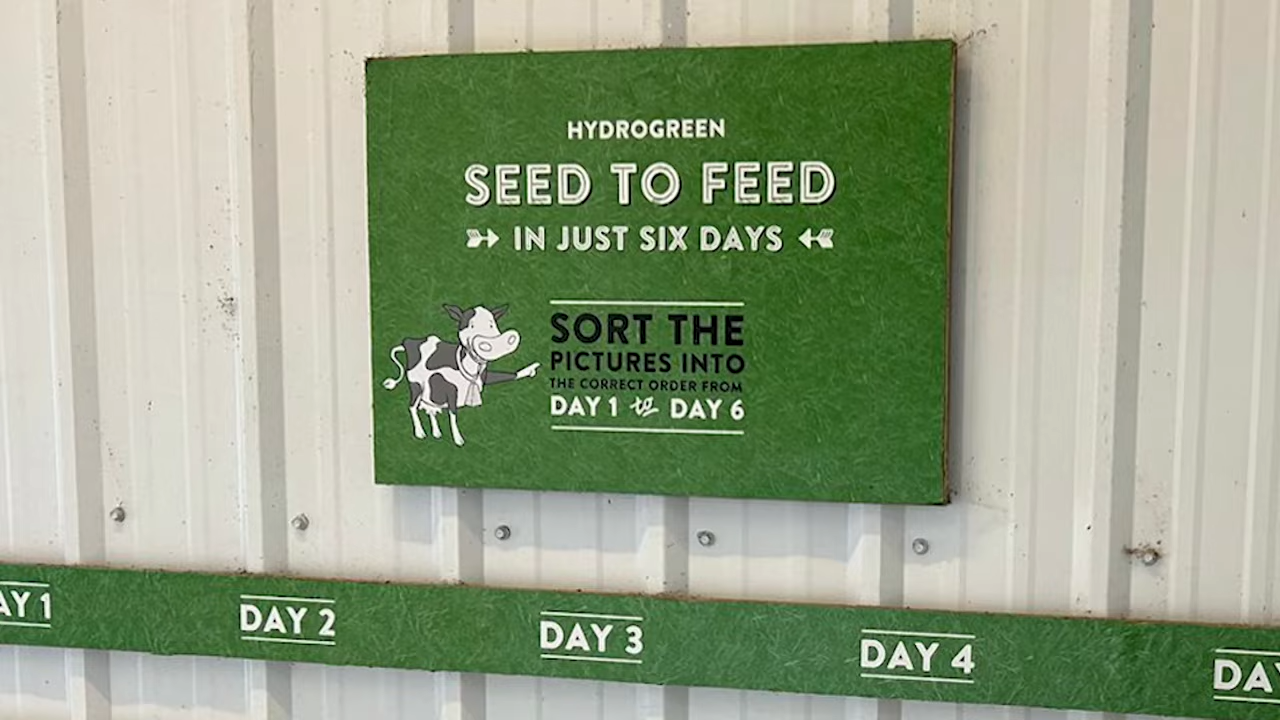 HYDROGREEN
SEED TO FEED
IN JUST SIX DAYS
SORT THE
PICTURES INTO
THE CORRECT ORDER FROM
DAY 1 to DAY 6
AY 1
DAY 2
DAY 3
DAY 4
DAY